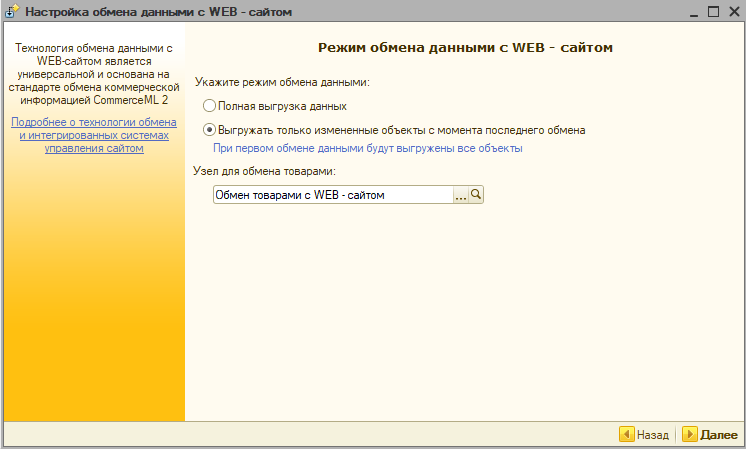 Настройка обмена данными с WEB - сайтом
Технология обмена данными с
WEB-сайтом является
универсальной и основана на
стандарте обмена коммерческой
информацией CommerceML 2
Подробнее о технологии обмена
и интегрированных системах
управления сайтом
Режим обмена данными с WEB - сайтом
Укажите режим обмена данными:
Полная выгрузка данных
Выгружать только измененные объекты с момента последнего обмена
При первом обмене данными будут выгружены все объекты
Узел для обмена товарами:
Обмен товарами с WEB - сайтом ...
Назад Далее